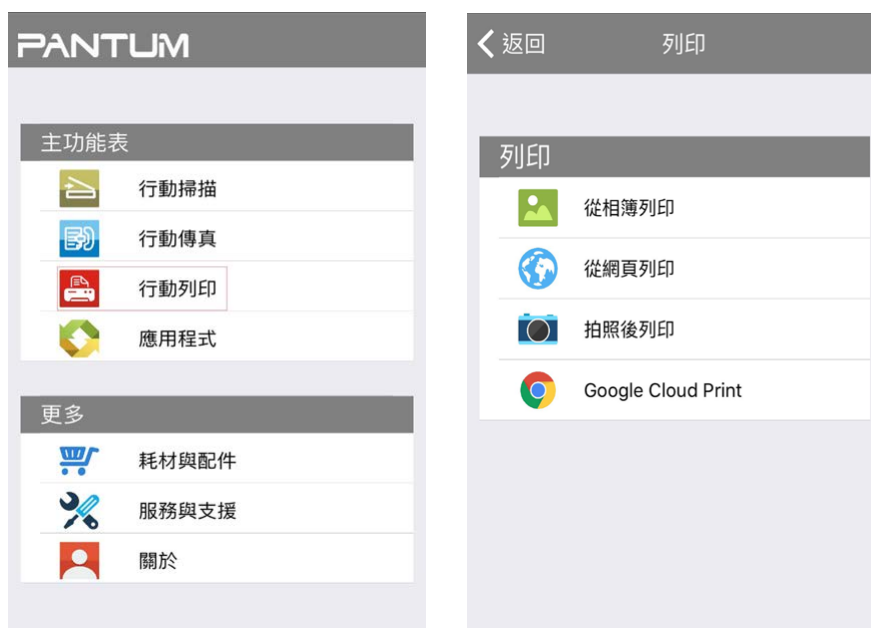 PANTUM
主功能表
行動掃描
行動傳真
行動列印
應用程式
更多
耗材與配件
服務與支援
關於
返回
列印
列印
從相簿列印
從網頁列印
拍照後列印
Google Cloud Print